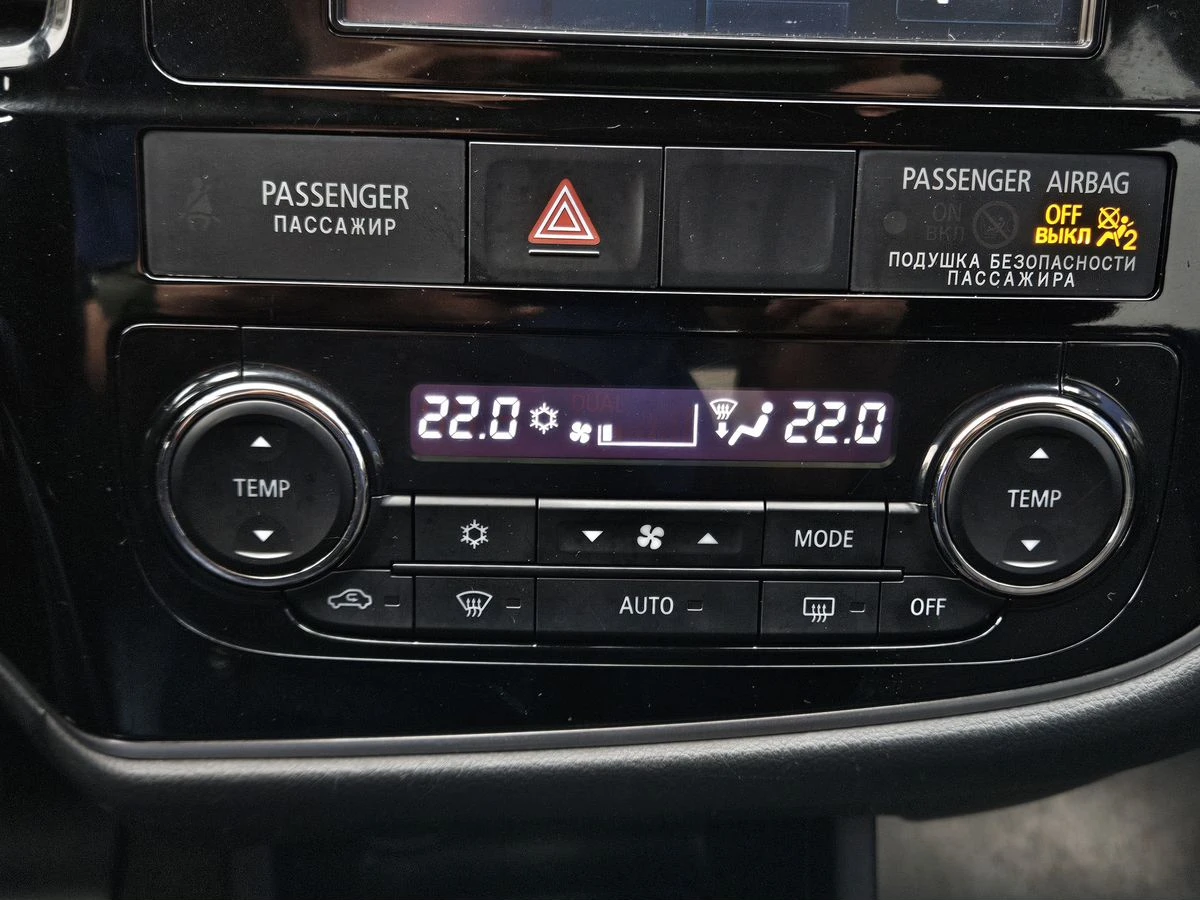 PASSENGER
ПАССАЖИР
PASSENGER AIRBAG
ON OFF
ВКЛ ВЫКЛ 2
ПОДУШКА БЕЗОПАСНОСТИ
ПАССАЖИРА
22.0 DUAL 22.0
TEMP
TEMP
MODE
AUTO
OFF